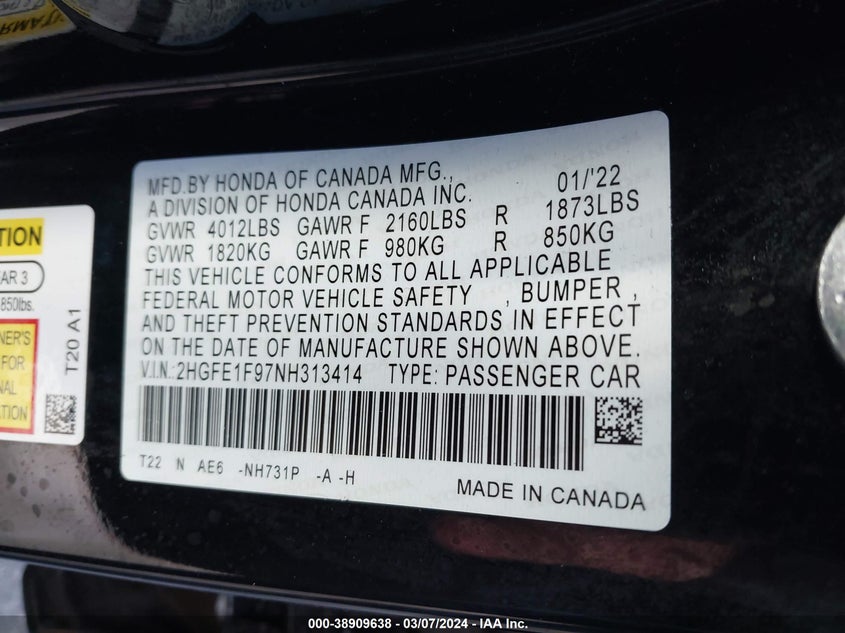 MFD.BY HONDA OF CANADA MFG.,
A DIVISION OF HONDA CANADA INC. 01/'22
GVWR 4012LBS GAWR F 2160LBS R 1873LBS
GVWR 1820KG GAWR F 980KG R 850KG
THIS VEHICLE CONFORMS TO ALL APPLICABLE
FEDERAL MOTOR VEHICLE SAFETY , BUMPER ,
AND THEFT PREVENTION STANDARDS IN EFFECT
ON THE DATE OF MANUFACTURE SHOWN ABOVE.
V.I.N.:2HGFE1F97NH313414 TYPE: PASSENGER CAR
T22 N AE6 -NH731P -A -H
MADE IN CANADA
850lbs.
FOR
T20 A1
000-38909638 - 03/07/2024 - IAA Inc.